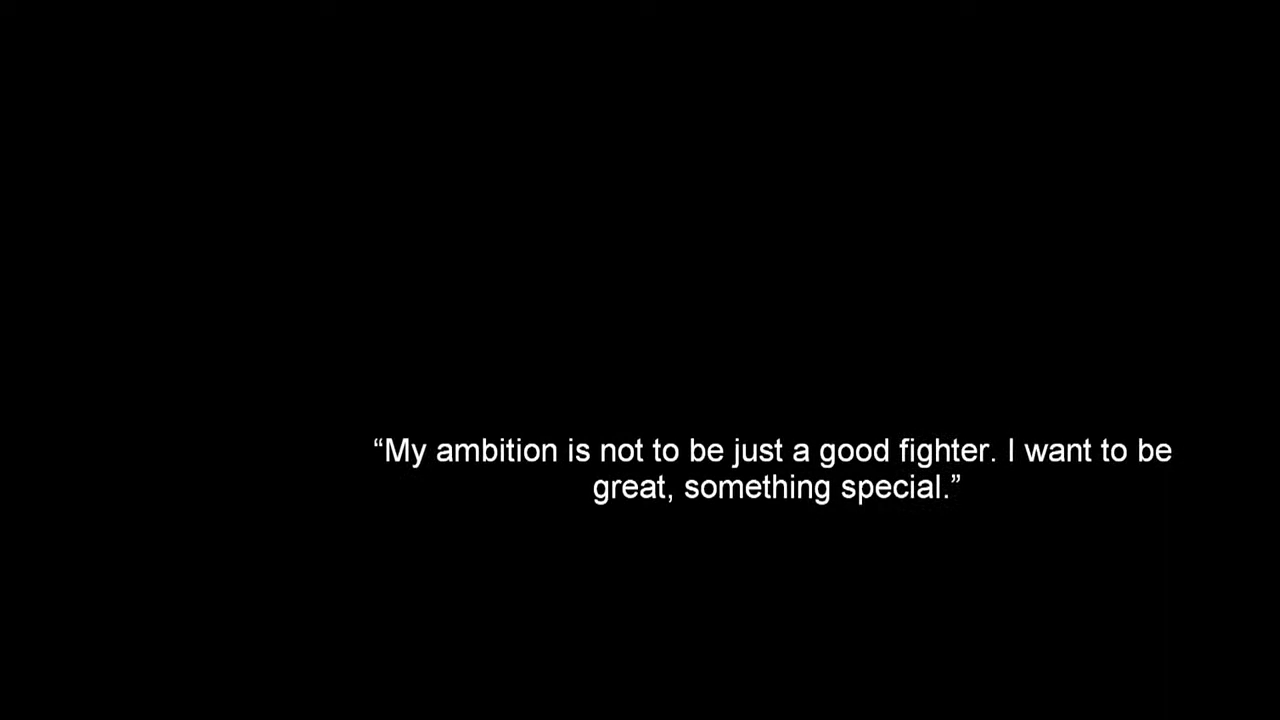 “My ambition is not to be just a good fighter. I want to be
great, something special.”